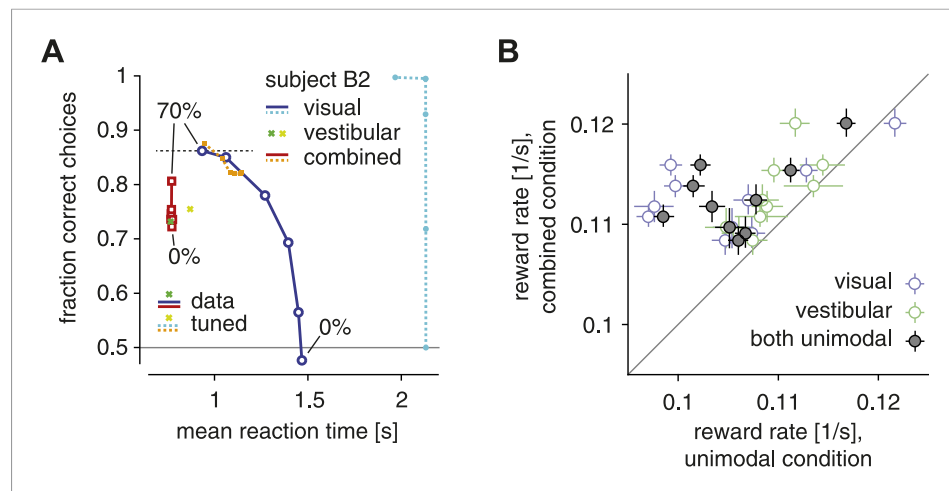 A
subject B2
visual
vestibular
combined
70%
0%
data
tuned
0%
1
0.9
0.8
0.7
0.6
0.5
fraction correct choices
1
1.5
2
mean reaction time [s]
B
reward rate [1/s],
combined condition
0.12
0.11
0.1
visual
vestibular
both unimodal
0.1
0.11
0.12
reward rate [1/s],
unimodal condition